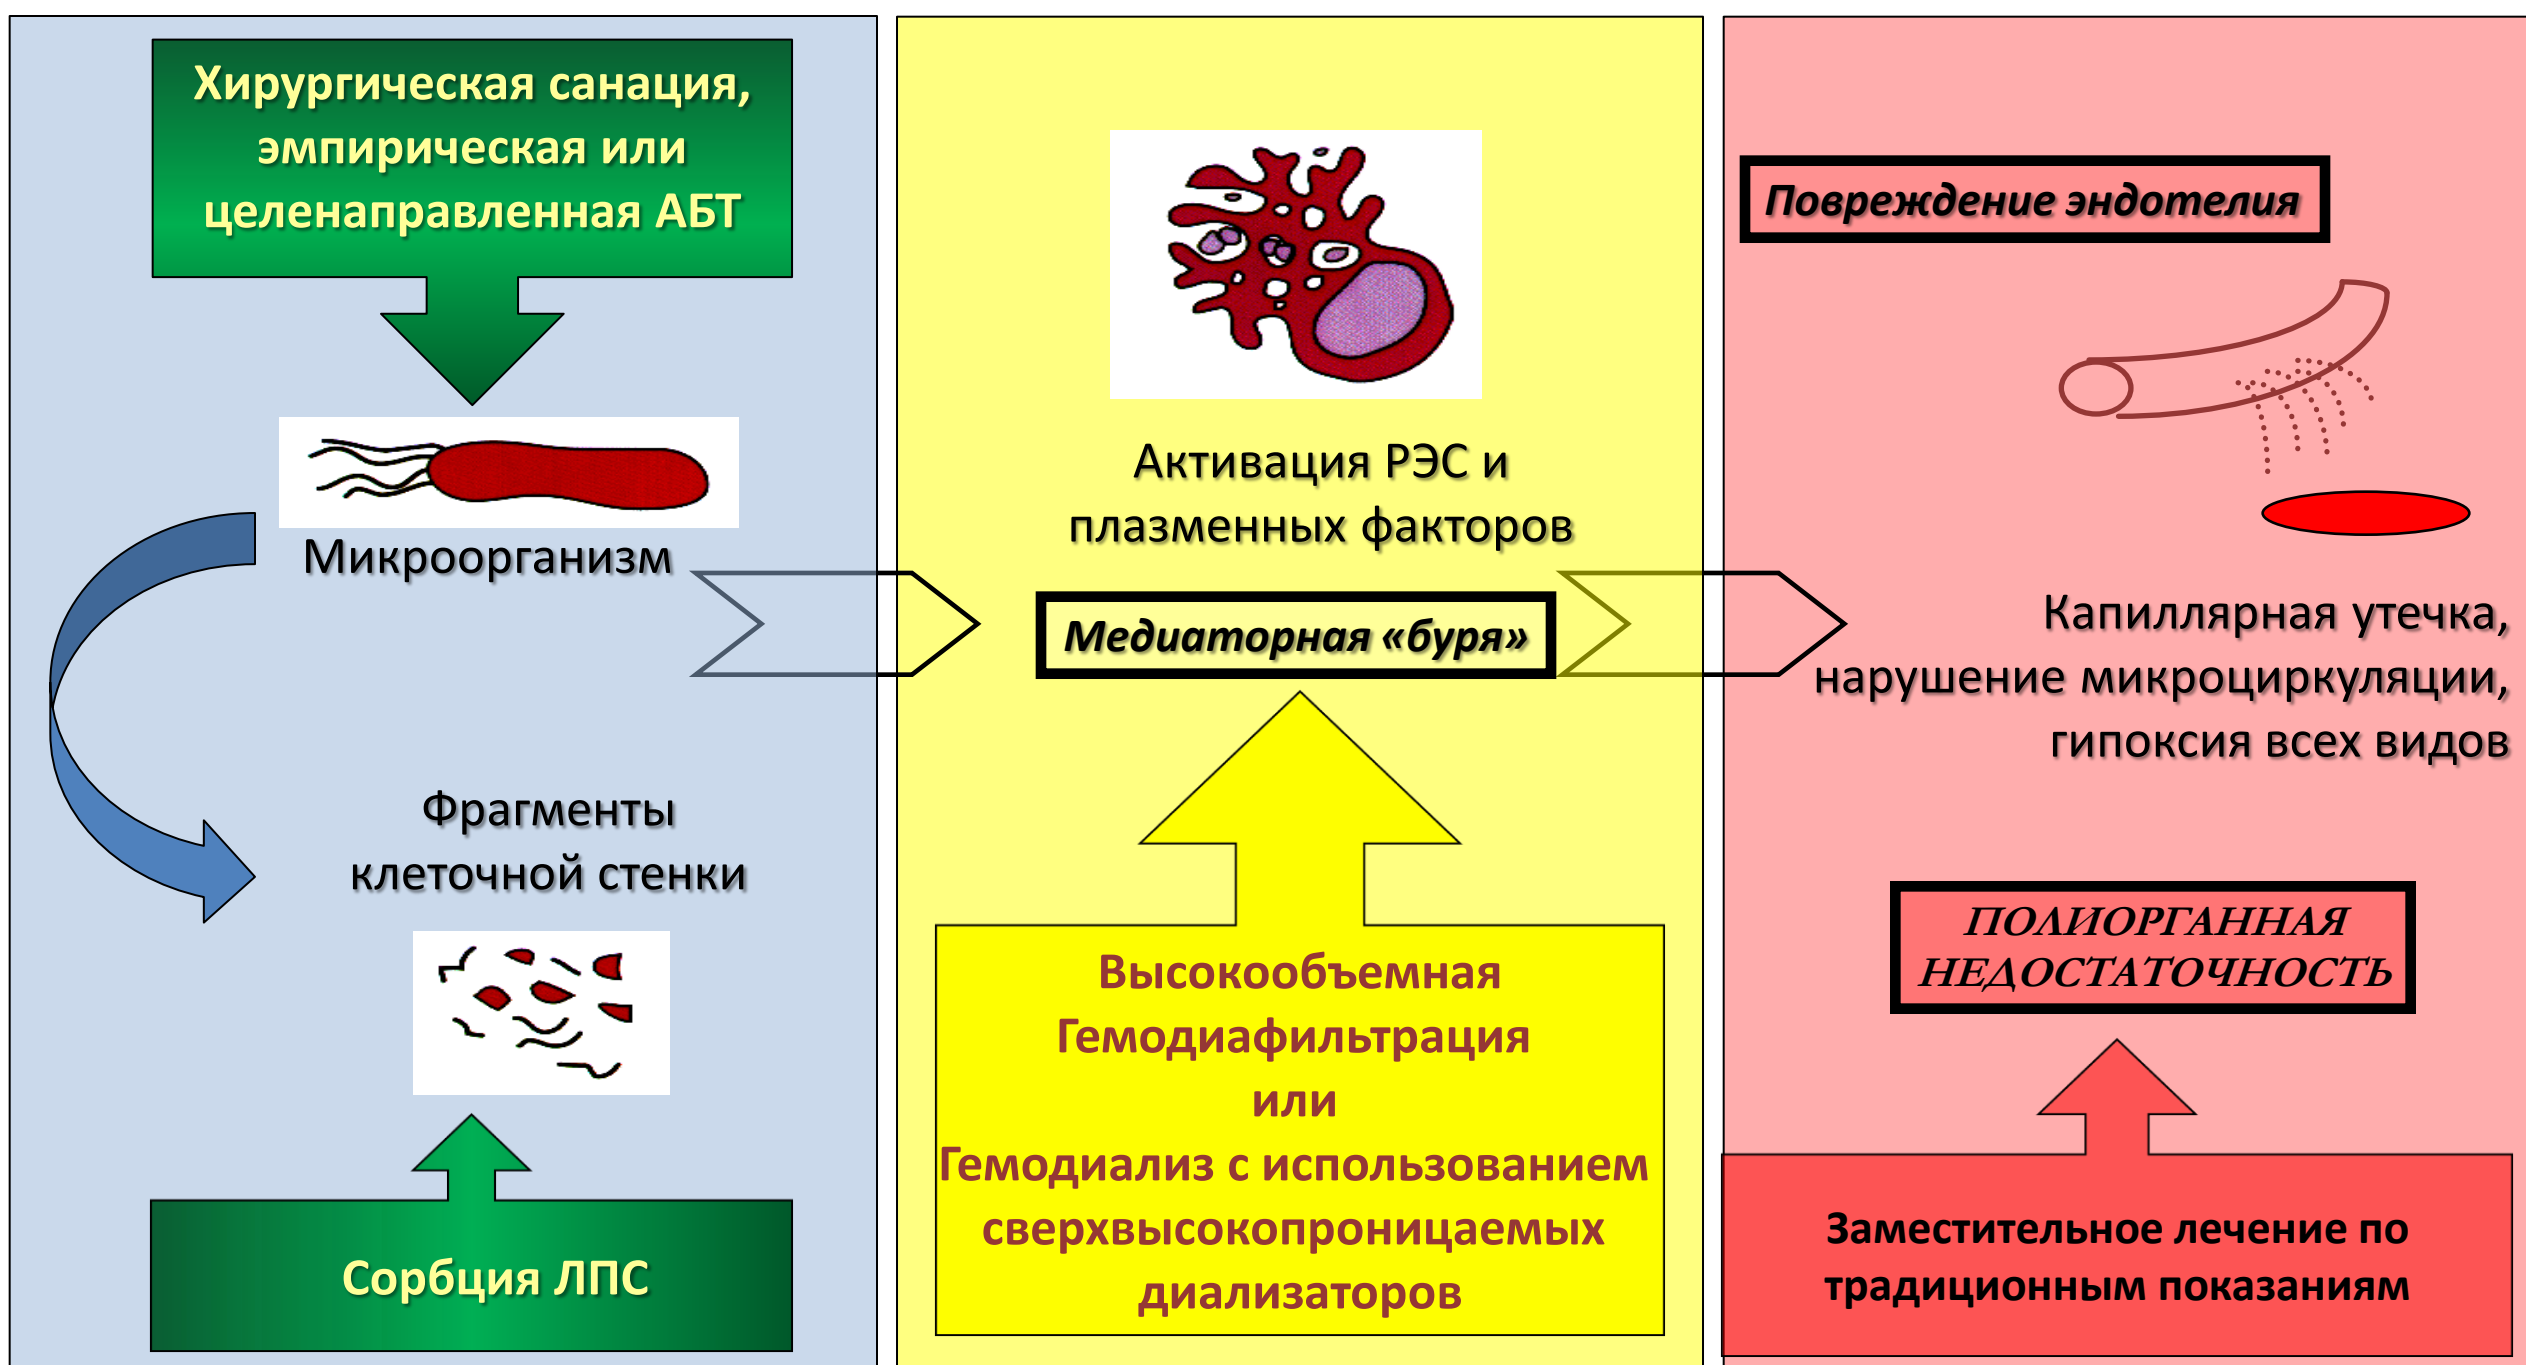 Хирургическая санация,
эмпирическая или
целенаправленная АБТ
Микроорганизм
Фрагменты
клеточной стенки
Сорбция ЛПС
Активация РЭС и
плазменных факторов
Медиаторная «буря»
Высокообъемная
Гемодиафильтрация
или
Гемодиализ с использованием
сверхвысокопроницаемых
диализаторов
Повреждение эндотелия
Капиллярная утечка,
нарушение микроциркуляции,
гипоксия всех видов
ПОЛИОРГАННАЯ
НЕДОСТАТОЧНОСТЬ
Заместительное лечение по
традиционным показаниям